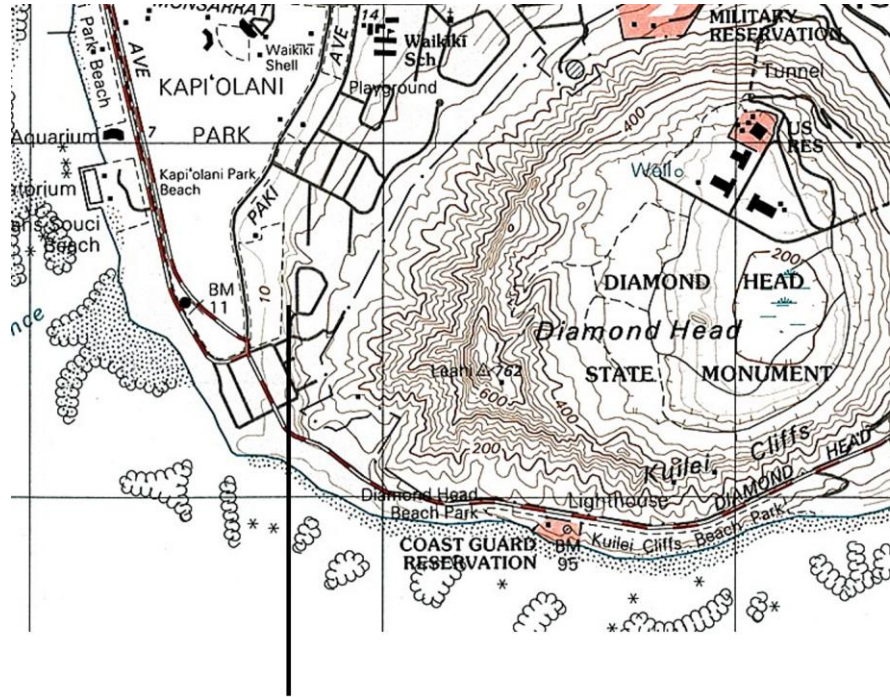 MONSARRAT
AVE
14
MILITARY
RESERVATION
Park Beach
AVE
Waikiki
Shell
Waikiki
Sch
KAPI'OLANI
Playground
Tunnel
400
Aquarium
7
PARK
US
RES
Well
Kapi'olani Park
Beach
PAKI
torium
ans Souci
Beach
BM
11
10
200
DIAMOND HEAD
nce
Diamond Head
Leahi 762
STATE MONUMENT
600
400
200
Kuilei Cliffs
DIAMOND HEAD
Diamond Head
Beach Park
Lighthouse
Kuilei Cliffs Beach Park
COAST GUARD
RESERVATION
BM
95